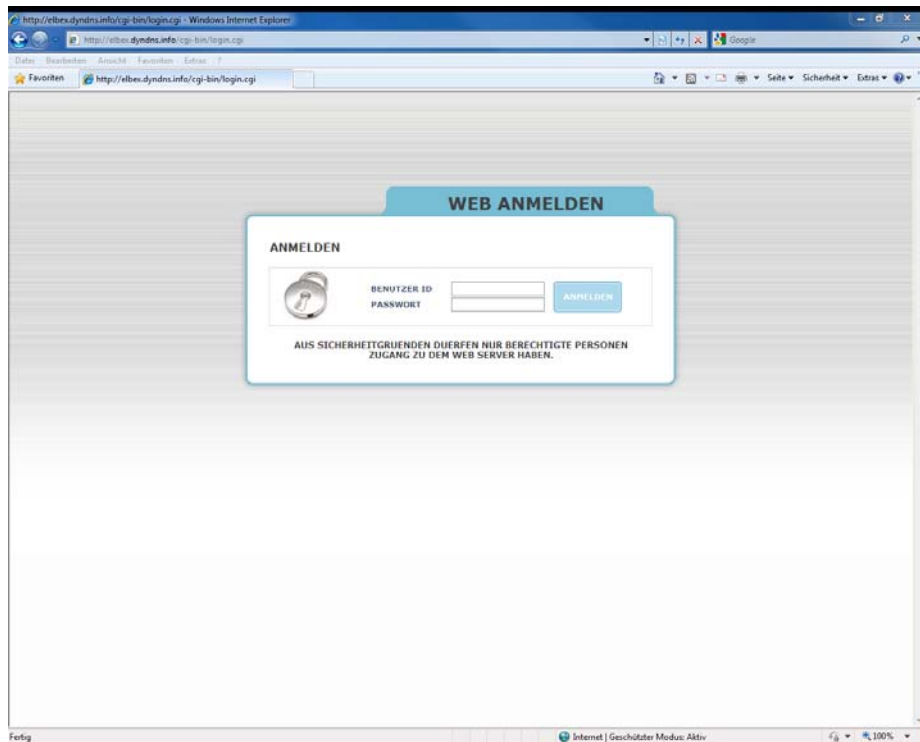 http://elbex.dyndns.info/cgi-bin/login.cgi - Windows Internet Explorer
http://elbex.dyndns.info/cgi-bin/login.cgi
Google
Datei Bearbeiten Ansicht Favoriten Extras ?
Favoriten http://elbex.dyndns.info/cgi-bin/login.cgi Seite Sicherheit Extras
WEB ANMELDEN
ANMELDEN
BENUTZER ID
PASSWORT
ANMELDEN
AUS SICHERHEITGRUENDEN DUERFEN NUR BERECHTIGTE PERSONEN
ZUGANG ZU DEM WEB SERVER HABEN.
Fertig Internet | Geschützter Modus: Aktiv 100%